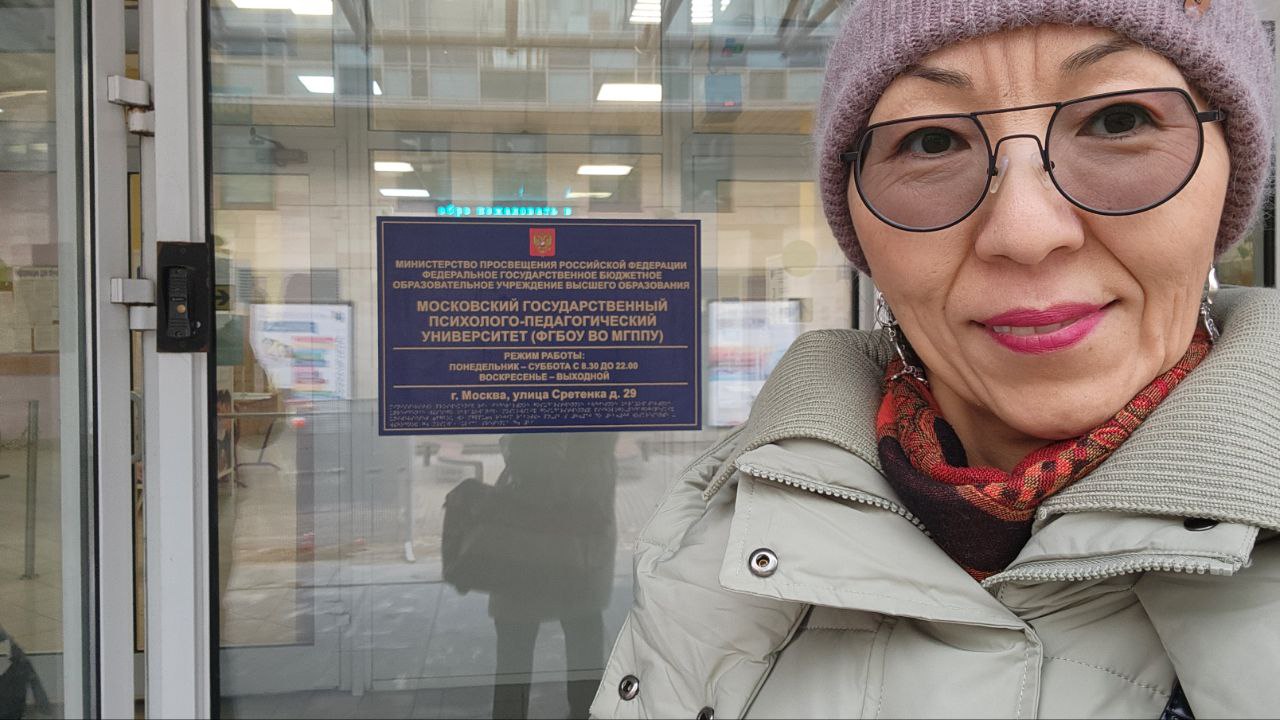 МИНИСТЕРСТВО ПРОСВЕЩЕНИЯ РОССИЙСКОЙ ФЕДЕРАЦИИ
ФЕДЕРАЛЬНОЕ ГОСУДАРСТВЕННОЕ БЮДЖЕТНОЕ
ОБРАЗОВАТЕЛЬНОЕ УЧРЕЖДЕНИЕ ВЫСШЕГО ОБРАЗОВАНИЯ
МОСКОВСКИЙ ГОСУДАРСТВЕННЫЙ
ПСИХОЛОГО-ПЕДАГОГИЧЕСКИЙ
УНИВЕРСИТЕТ (ФГБОУ ВО МГППУ)
РЕЖИМ РАБОТЫ:
ПОНЕДЕЛЬНИК – СУББОТА С 8.30 ДО 22.00
ВОСКРЕСЕНЬЕ – ВЫХОДНОЙ
г. Москва, улица Сретенка д. 29